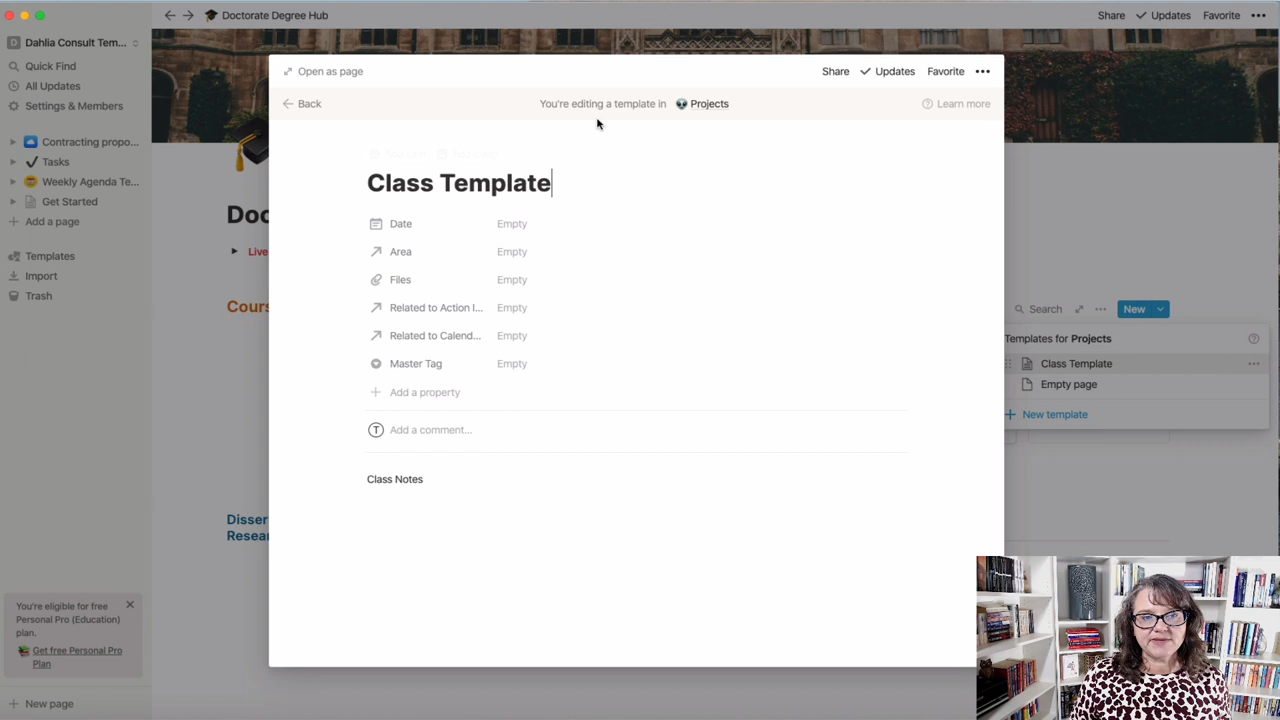 Doctorate Degree Hub
Share
Updates
Favorite
Dahlia Consult Tem...
Quick Find
All Updates
Settings & Members
Contracting propo...
Tasks
Weekly Agenda Te...
Get Started
Add a page
Templates
Import
Trash
You're eligible for free
Personal Pro (Education)
plan.
Get free Personal Pro
Plan
New page
Doc
Live
Cours
Disser
Resear
Open as page
Share
Updates
Favorite
Back
You're editing a template in
Projects
Learn more
Class Template
Date Empty
Area Empty
Files Empty
Related to Action I... Empty
Related to Calend... Empty
Master Tag Empty
Add a property
T Add a comment...
Class Notes
Search
New
Templates for Projects
Class Template
Empty page
New template